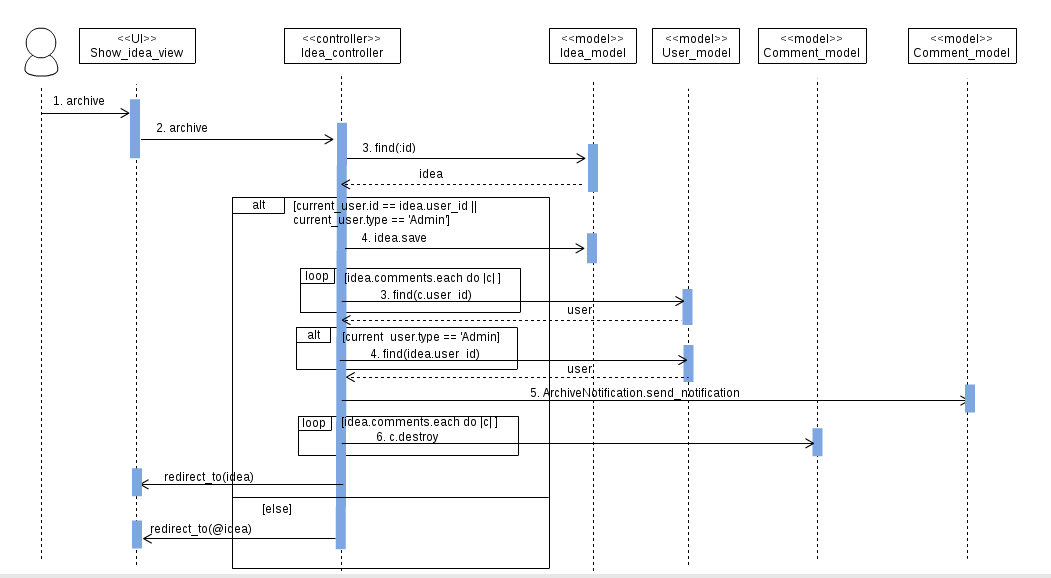 <<UI>>
Show_idea_view
<<controller>>
Idea_controller
<<model>>
Idea_model
<<model>>
User_model
<<model>>
Comment_model
<<model>>
Comment_model
1. archive
2. archive
3. find(:id)
idea
alt
[current_user.id == idea.user_id ||
current_user.type == 'Admin']
4. idea.save
loop
[idea.comments.each do |c| ]
3. find(c.user_id)
user
alt
[current_user.type == 'Admin]
4. find(idea.user_id)
user
5. ArchiveNotification.send_notification
loop
[idea.comments.each do |c| ]
6. c.destroy
redirect_to(idea)
[else]
redirect_to(@idea)